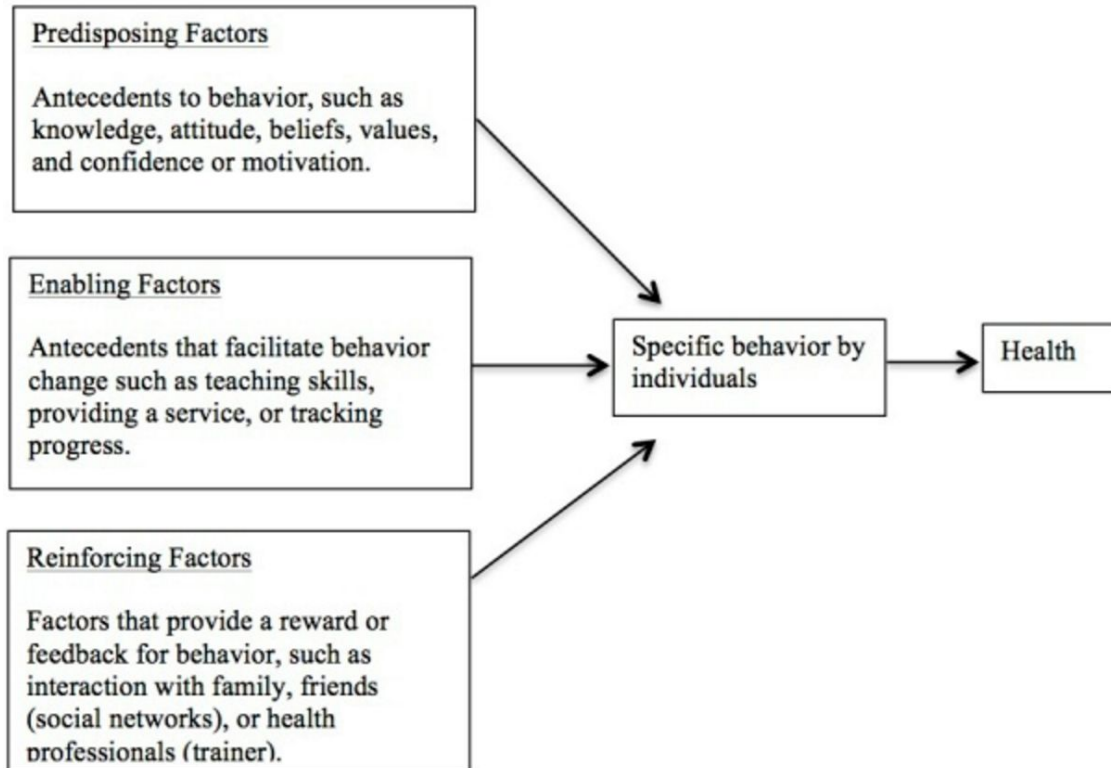 Predisposing Factors
Antecedents to behavior, such as
knowledge, attitude, beliefs, values,
and confidence or motivation.
Enabling Factors
Antecedents that facilitate behavior
change such as teaching skills,
providing a service, or tracking
progress.
Reinforcing Factors
Factors that provide a reward or
feedback for behavior, such as
interaction with family, friends
(social networks), or health
professionals (trainer).
Specific behavior by
individuals
Health